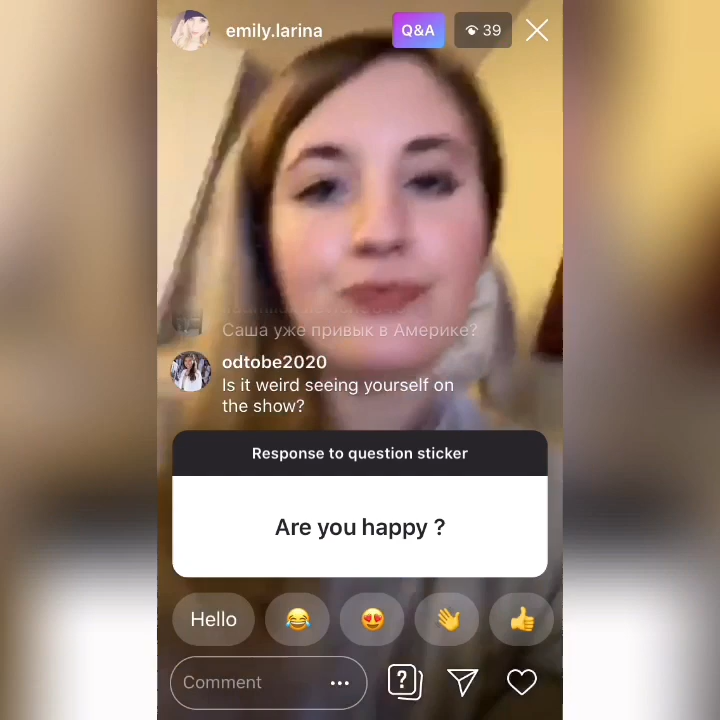 emily.larina
Q&A
39
Саша уже привык в Америке?
odtobe2020
Is it weird seeing yourself on
the show?
Response to question sticker
Are you happy ?
Hello
Comment
?